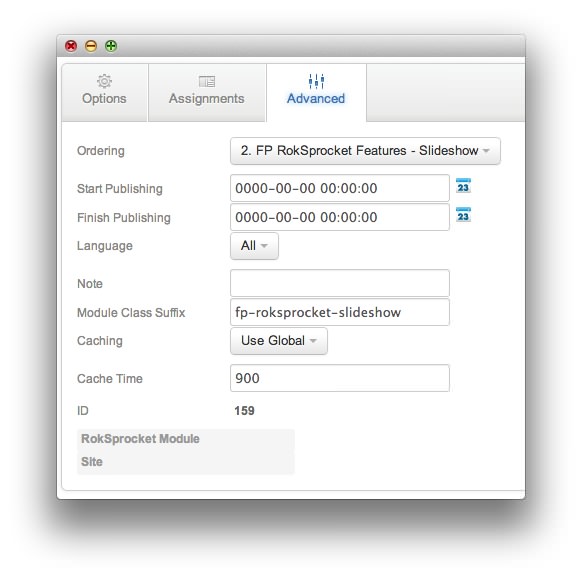 Options Assignments Advanced
Ordering 2. FP RokSprocket Features - Slideshow
Start Publishing 0000-00-00 00:00:00 23
Finish Publishing 0000-00-00 00:00:00 23
Language All
Note
Module Class Suffix fp-roksprocket-slideshow
Caching Use Global
Cache Time 900
ID 159
RokSprocket Module
Site